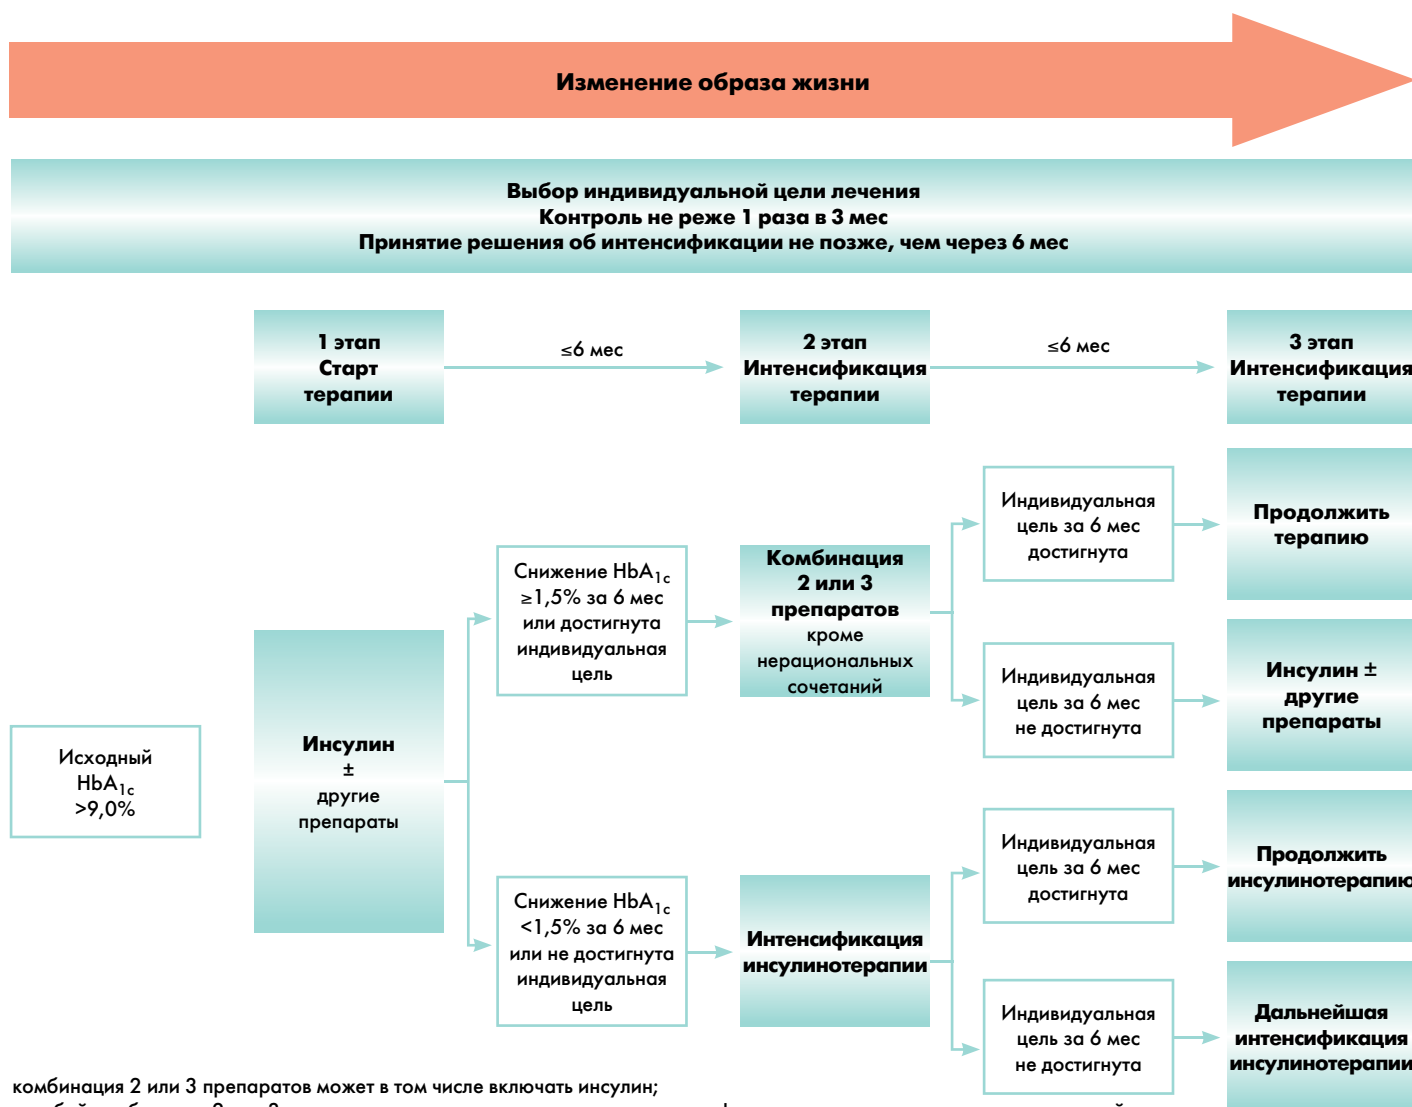 Изменение образа жизни
Выбор индивидуальной цели лечения
Контроль не реже 1 раза в 3 мес
Принятие решения об интенсификации не позже, чем через 6 мес
1 этап
Старт
терапии
≤6 мес
2 этап
Интенсификация
терапии
≤6 мес
3 этап
Интенсификация
терапии
Исходный
HbA1c
>9,0%
Инсулин
±
другие
препараты
Снижение HbA1c
≥1,5% за 6 мес
или достигнута
индивидуальная
цель
Комбинация
2 или 3
препаратов
кроме
нерациональных
сочетаний
Индивидуальная
цель за 6 мес
достигнута
Продолжить
терапию
Индивидуальная
цель за 6 мес
не достигнута
Инсулин ±
другие
препараты
Снижение HbA1c
<1,5% за 6 мес
или не достигнута
индивидуальная
цель
Интенсификация
инсулинотерапии
Индивидуальная
цель за 6 мес
достигнута
Продолжить
инсулинотерапию
Индивидуальная
цель за 6 мес
не достигнута
Дальнейшая
интенсификация
инсулинотерапии
комбинация 2 или 3 препаратов может в том числе включать инсулин;